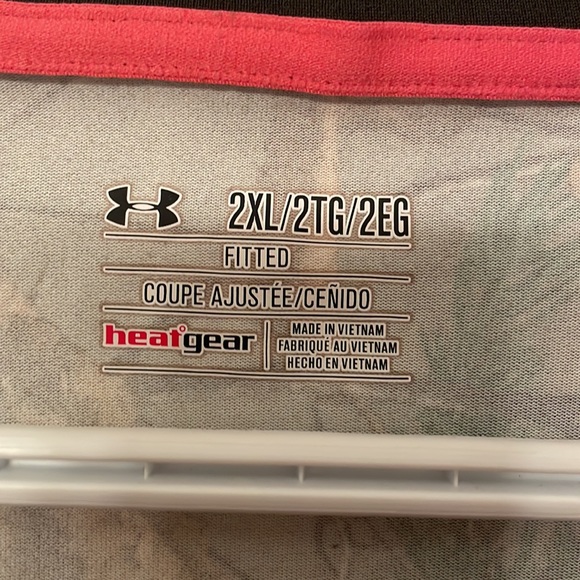 2XL/2TG/2EG
FITTED
COUPE AJUSTÉE/CEÑIDO
heatgear
MADE IN VIETNAM
FABRIQUÉ AU VIETNAM
HECHO EN VIETNAM